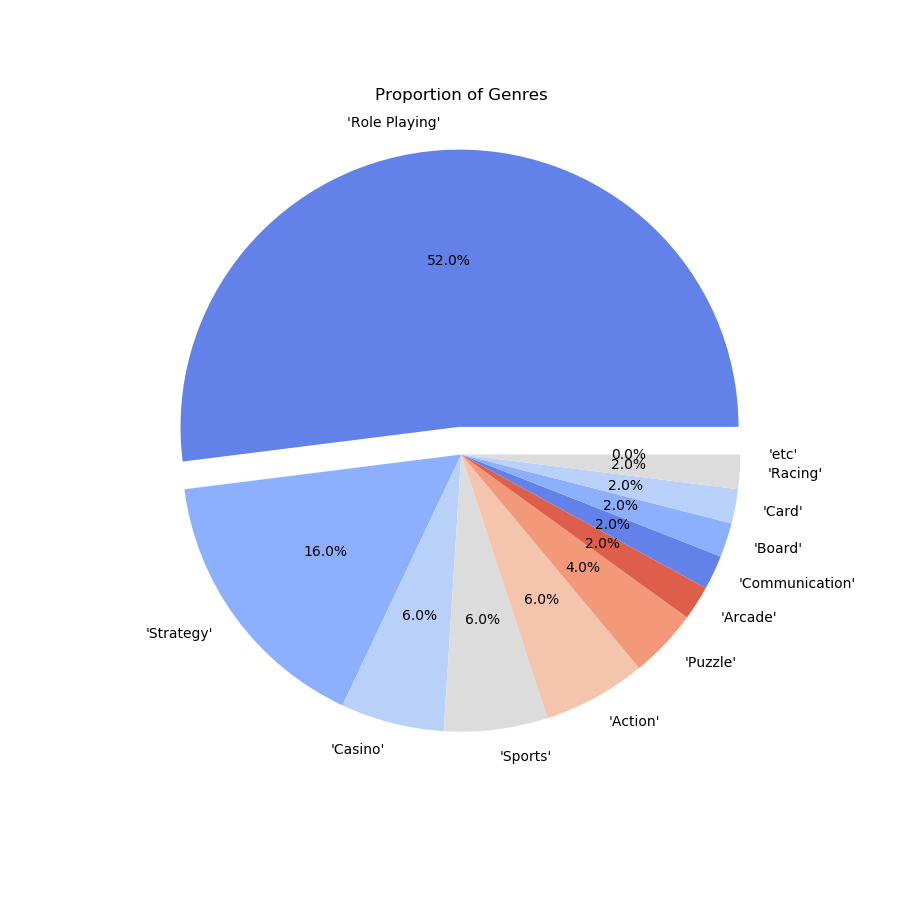 Proportion of Genres
'Role Playing'
52.0%
0.0%
'etc'
2.0%
'Racing'
2.0%
'Card'
2.0%
'Board'
2.0%
'Communication'
2.0%
'Arcade'
4.0%
'Puzzle'
6.0%
'Action'
6.0%
'Sports'
6.0%
'Casino'
16.0%
'Strategy'